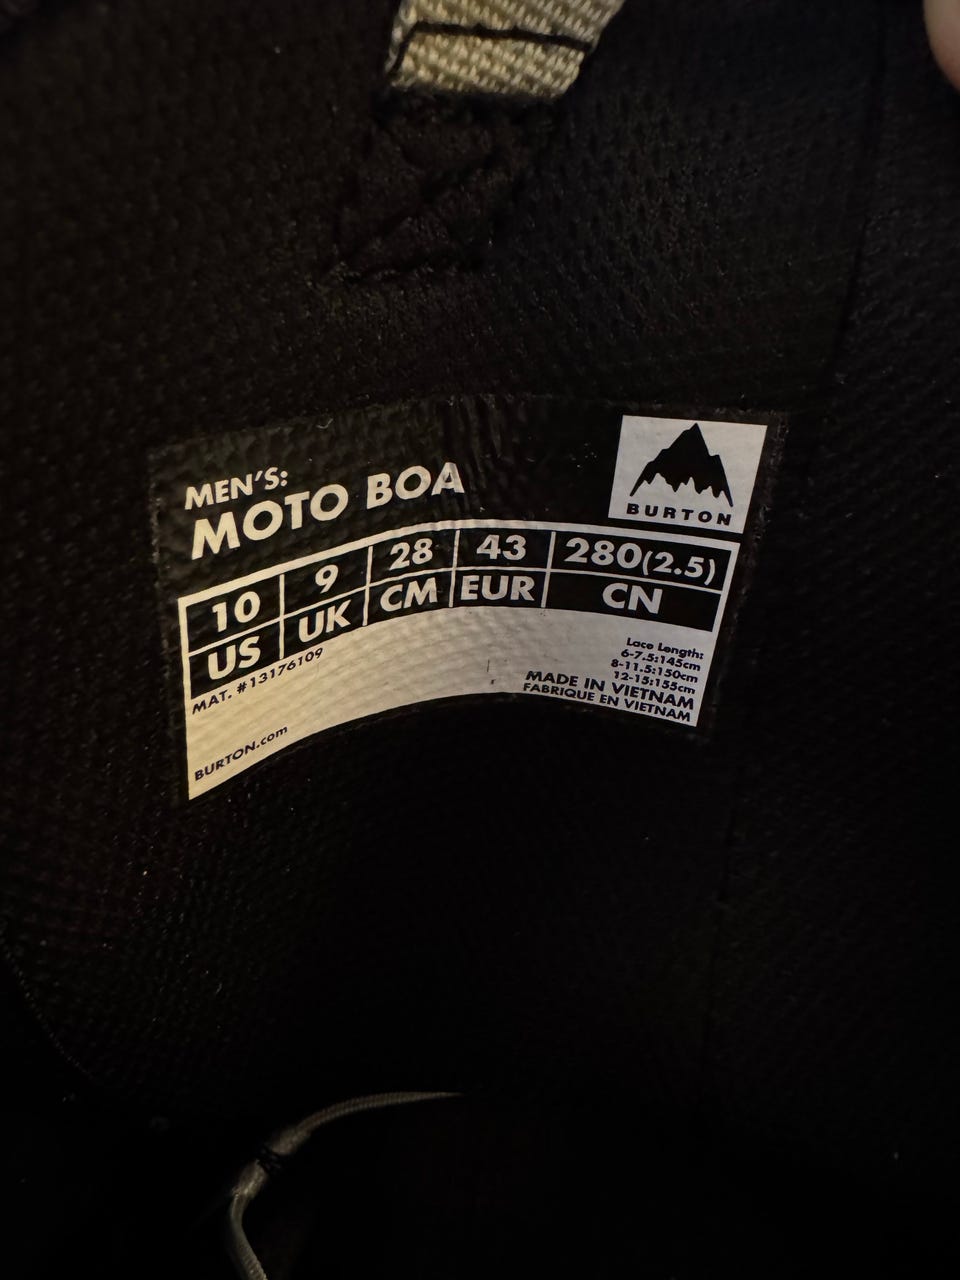 MEN'S:
MOTO BOA
BURTON
10 9 28 43 280(2.5)
US UK CM EUR CN
MAT. #13176109
Lace Length:
6-7.5:145cm
8-11.5:150cm
12-15:155cm
MADE IN VIETNAM
FABRIQUE EN VIETNAM
BURTON.com